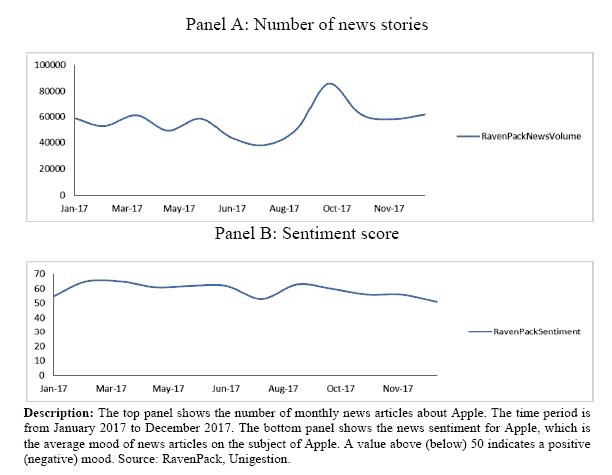 Panel A: Number of news stories
100000
80000
60000
40000
20000
0
Jan-17 Mar-17 May-17 Jun-17 Aug-17 Oct-17 Nov-17
RavenPackNewsVolume
Panel B: Sentiment score
70
60
50
40
30
20
10
0
Jan-17 Mar-17 May-17 Jun-17 Aug-17 Oct-17 Nov-17
RavenPackSentiment
Description: The top panel shows the number of monthly news articles about Apple. The time period is
from January 2017 to December 2017. The bottom panel shows the news sentiment for Apple, which is
the average mood of news articles on the subject of Apple. A value above (below) 50 indicates a positive
(negative) mood. Source: RavenPack, Unigestion.